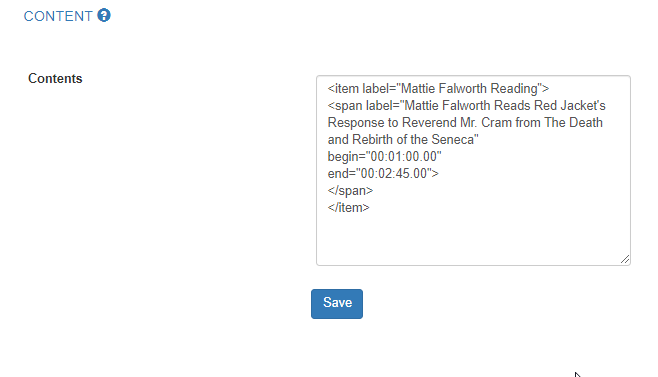 CONTENT ?
Contents
<item label="Mattie Falworth Reading">
<span label="Mattie Falworth Reads Red Jacket's
Response to Reverend Mr. Cram from The Death
and Rebirth of the Seneca"
begin="00:01:00.00"
end="00:02:45.00">
</span>
</item>
Save